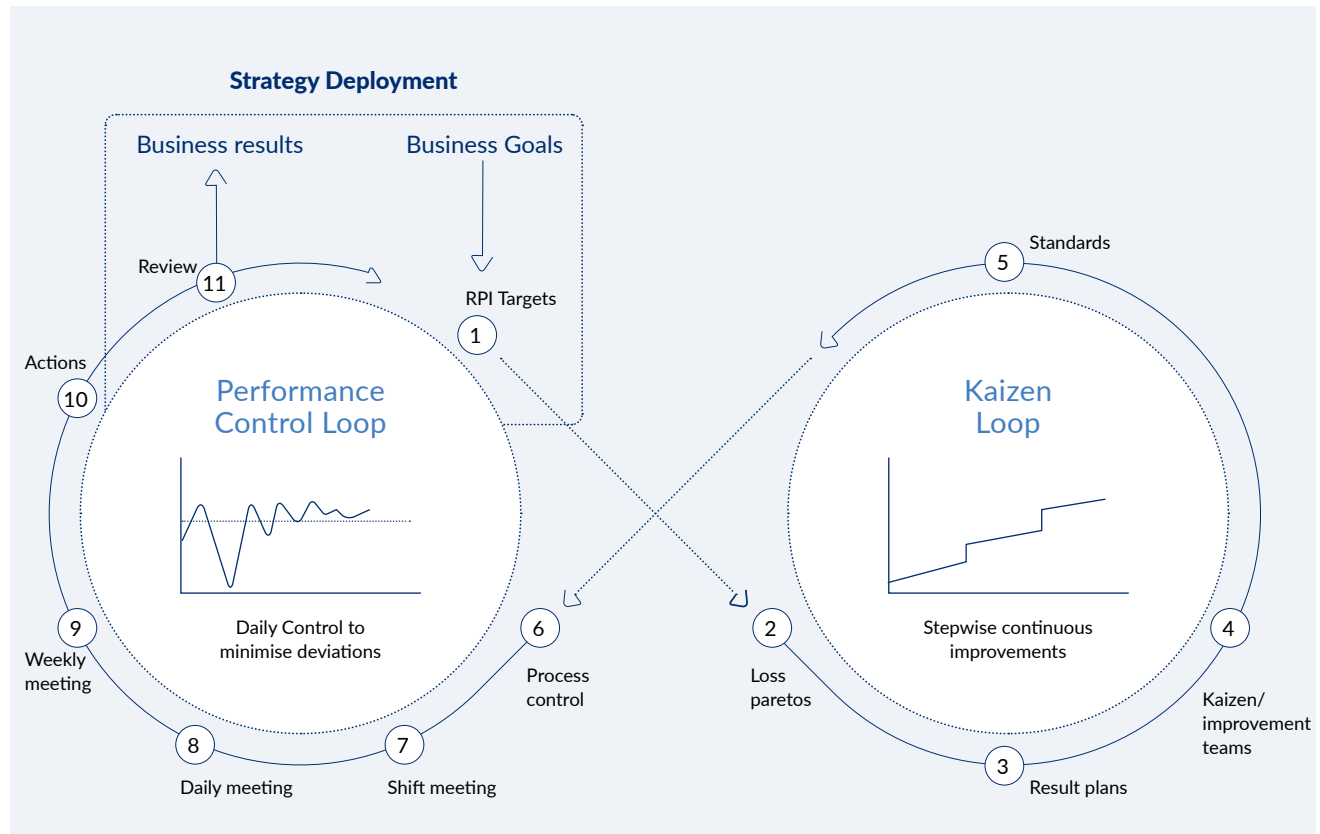 Strategy Deployment
Business results
Business Goals
Review
11
RPI Targets
1
Actions
10
Performance
Control Loop
Daily Control to
minimise deviations
9
Weekly
meeting
8
Daily meeting
7
Shift meeting
6
Process
control
5
Standards
Kaizen
Loop
Stepwise continuous
improvements
2
Loss
paretos
3
Result plans
4
Kaizen/
improvement
teams